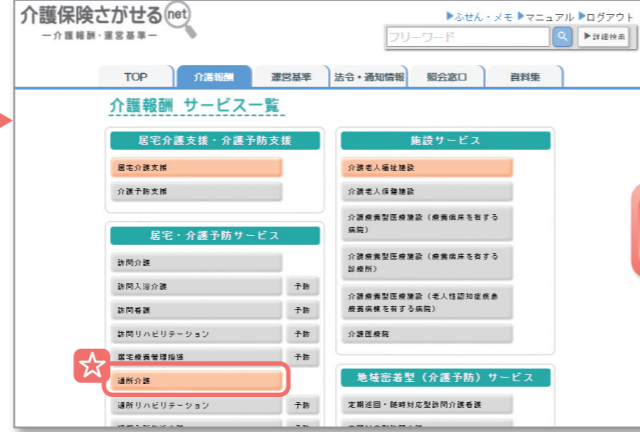 介護保険さがせる net
ー介護報酬・運営基準ー
▶ふせん・メモ ▶マニュアル ▶ログアウト
フリーワード
▶詳細検索
TOP 介護報酬 運営基準 法令・通知情報 照会窓口 資料集
介護報酬 サービス一覧
居宅介護支援・介護予防支援
居宅介護支援
介護予防支援
居宅・介護予防サービス
訪問介護
訪問入浴介護 予防
訪問看護 予防
訪問リハビリテーション 予防
居宅療養管理指導 予防
通所介護
通所リハビリテーション 予防
施設サービス
介護老人福祉施設
介護老人保健施設
介護療養型医療施設(療養病床を有する
病院)
介護療養型医療施設(療養病床を有する
診療所)
介護療養型医療施設(老人性認知症疾患
療養病棟を有する病院)
介護医療院
地域密着型(介護予防)サービス
定期巡回・随時対応型訪問介護看護